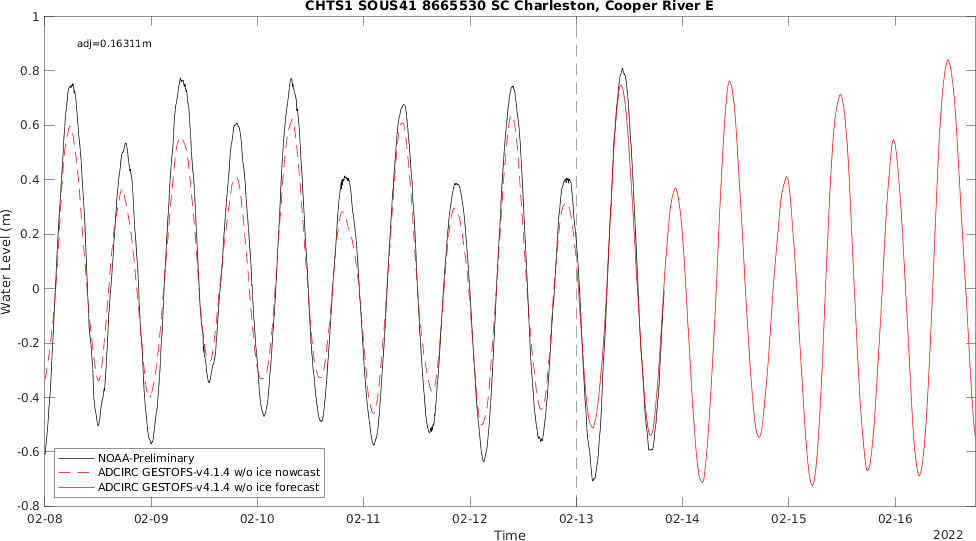 CHTS1 SOUS41 8665530 SC Charleston, Cooper River E
adj=0.16311m
1
0.8
0.6
0.4
0.2
0
-0.2
-0.4
-0.6
-0.8
Water Level (m)
NOAA-Preliminary
ADCIRC GESTOFS-v4.1.4 w/o ice nowcast
ADCIRC GESTOFS-v4.1.4 w/o ice forecast
02-08 02-09 02-10 02-11 02-12 02-13 02-14 02-15 02-16
Time
2022